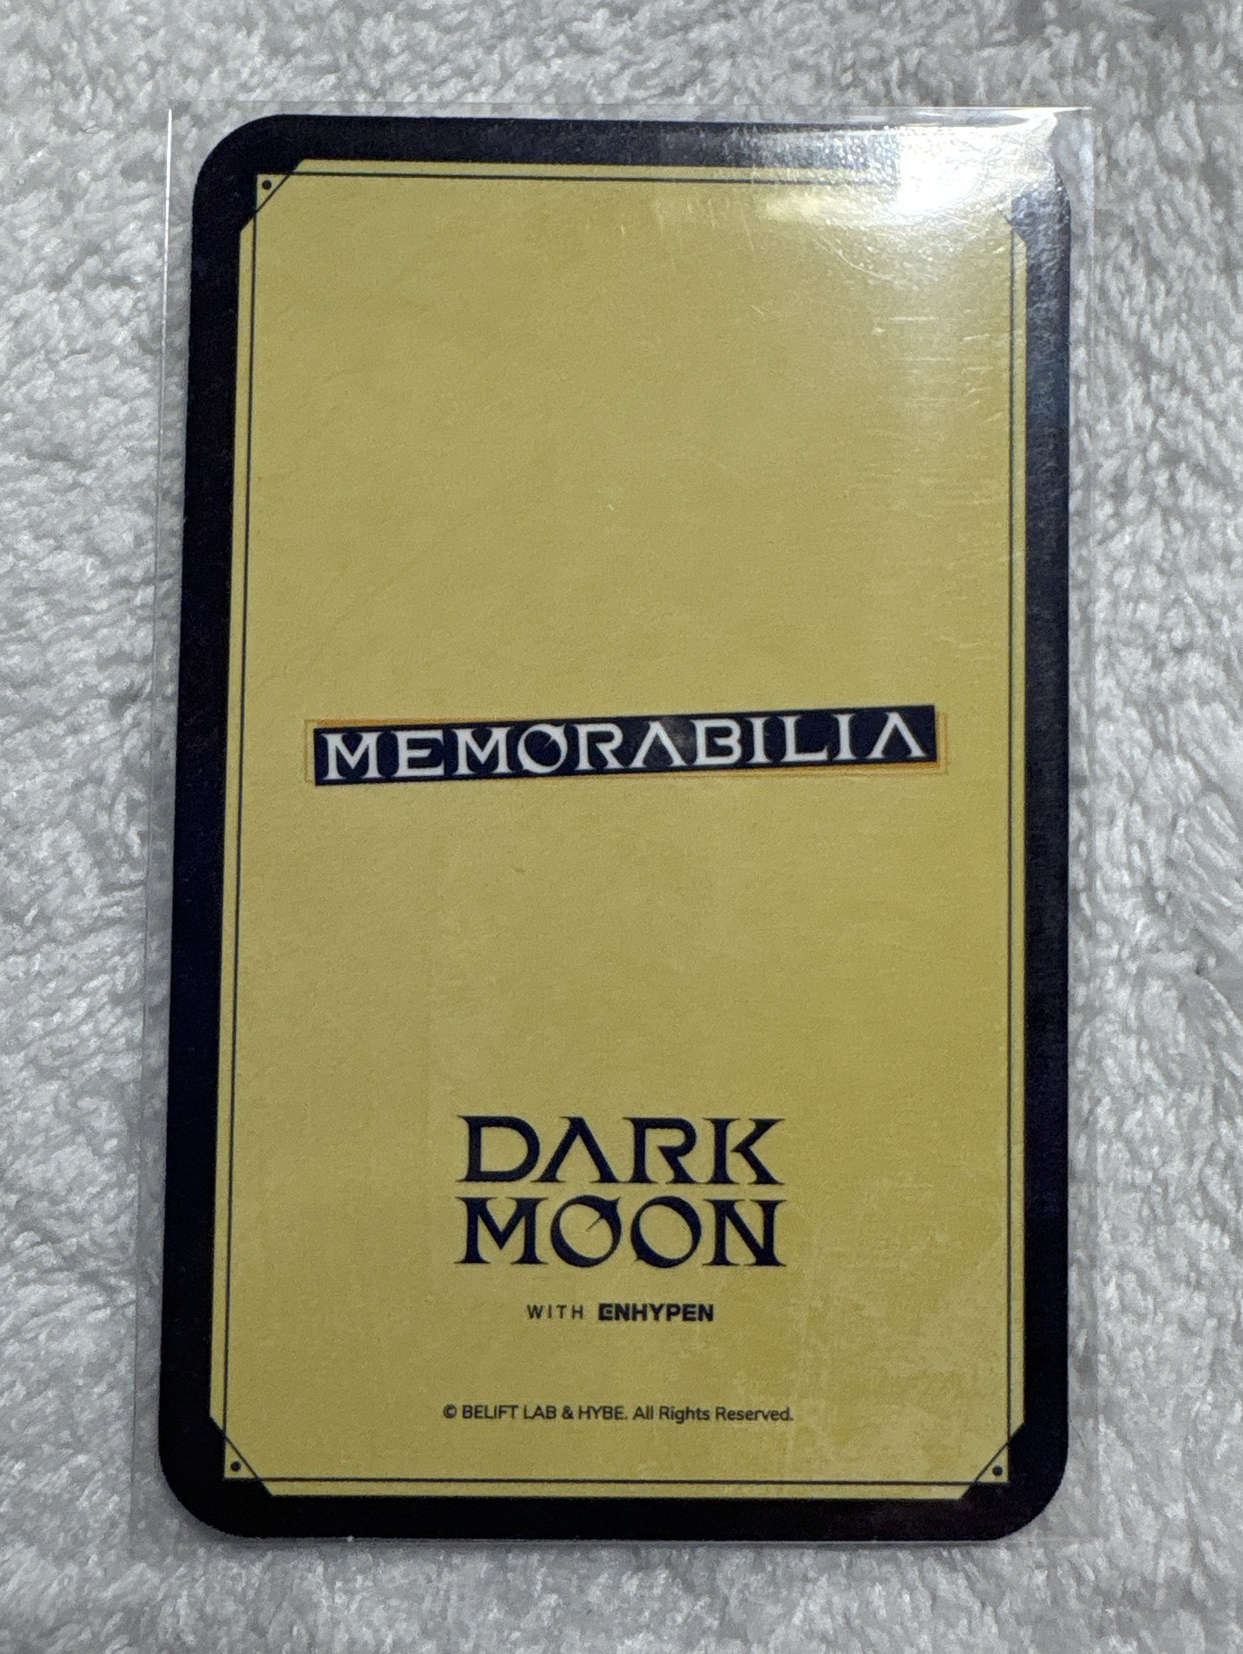 MEMORABILIA
DARK
MOON
WITH ENHYPEN
© BELIFT LAB & HYBE. All Rights Reserved.